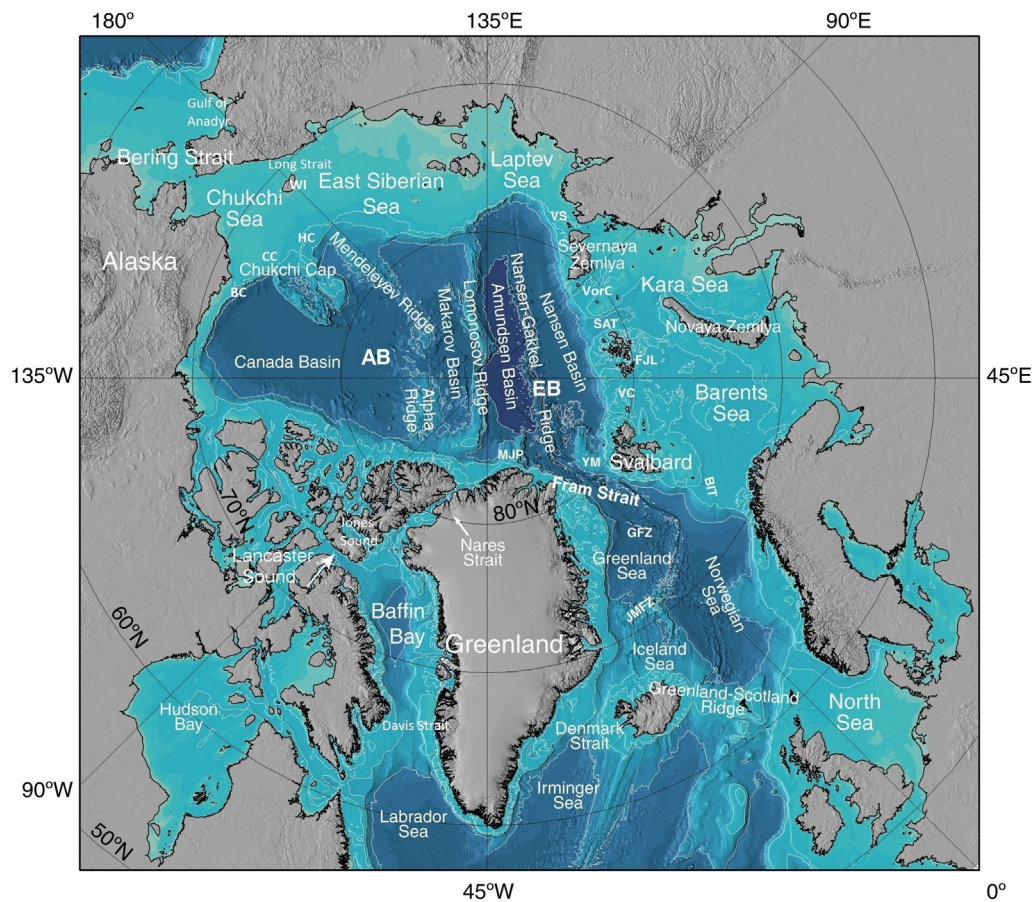 180º
135ºE
90ºE
Gulf of
Anadyr
Bering Strait
Long Strait
WI
East Siberian
Sea
Laptev
Sea
Chukchi
Sea
VS
HC
Severnaya
Zemlya
CC
Chukchi Cap
Alaska
BC
Mendeleyev Ridge
Makarov Basin
Lomonosov Ridge
Amundsen Basin
Nansen-Gakkel
Ridge
Nansen Basin
VorC
Kara Sea
SAT
Novaya Zemlya
Canada Basin
AB
FJL
135ºW
45ºE
EB
Alpha
Ridge
VC
Barents
Sea
MJP
YM
Svalbard
BIT
Fram Strait
70ºN
80ºN
Jones
Sound
Nares
Strait
GFZ
Greenland
Sea
Lancaster
Sound
Norwegian
Sea
JMFZ
60ºN
Baffin
Bay
Greenland
Iceland
Sea
Greenland-Scotland
Ridge
Hudson
Bay
Davis Strait
Denmark
Strait
North
Sea
90ºW
Irminger
Sea
Labrador
Sea
50ºN
45ºW
0º